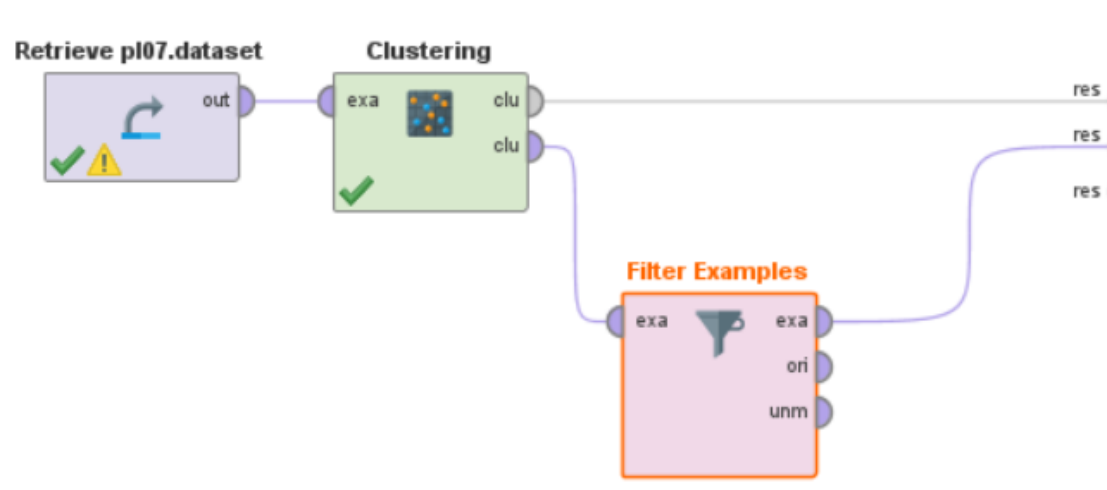 Retrieve pl07.dataset
Clustering
out
exa
clu
clu
res
res
res
Filter Examples
exa
exa
ori
unm